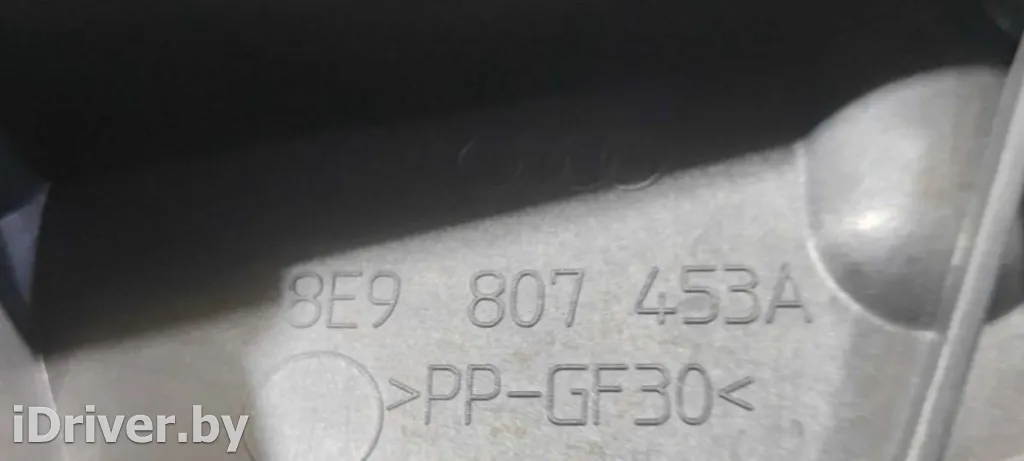 8E9 807 453A
>PP-GF30<
iDriver.by